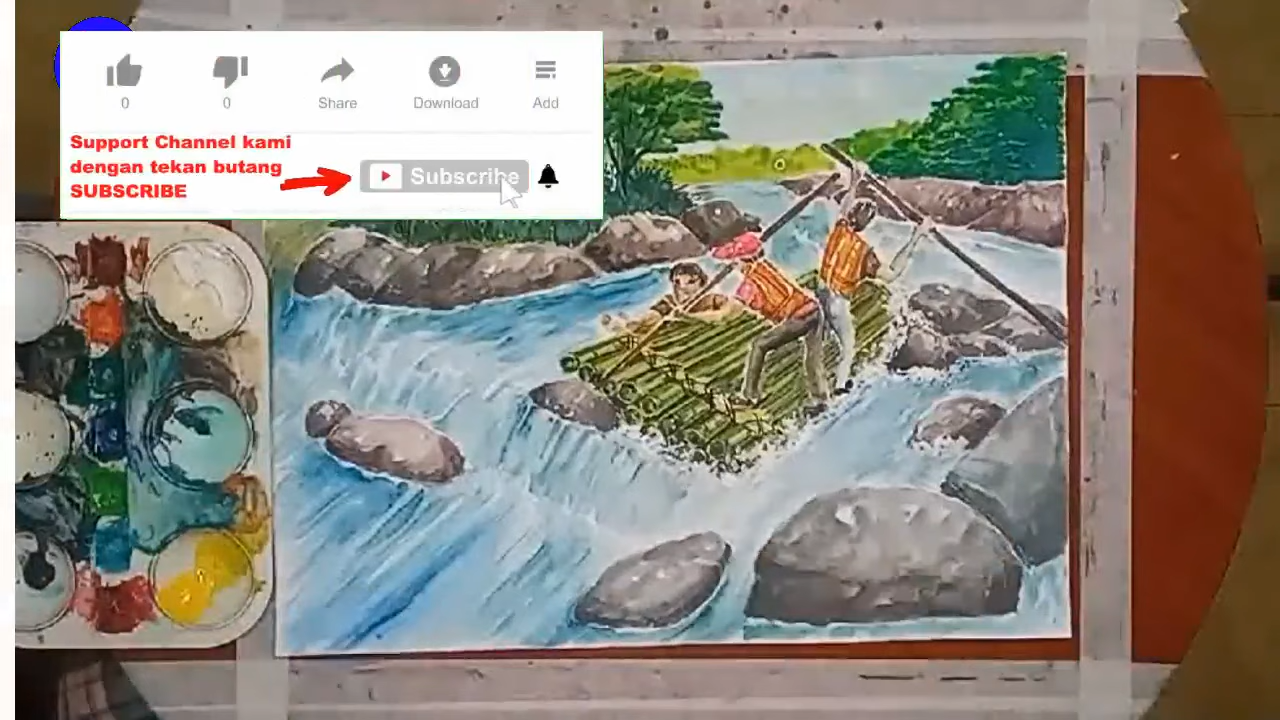 0
0
Share
Download
Add
Support Channel kami
dengan tekan butang
SUBSCRIBE
Subscribe